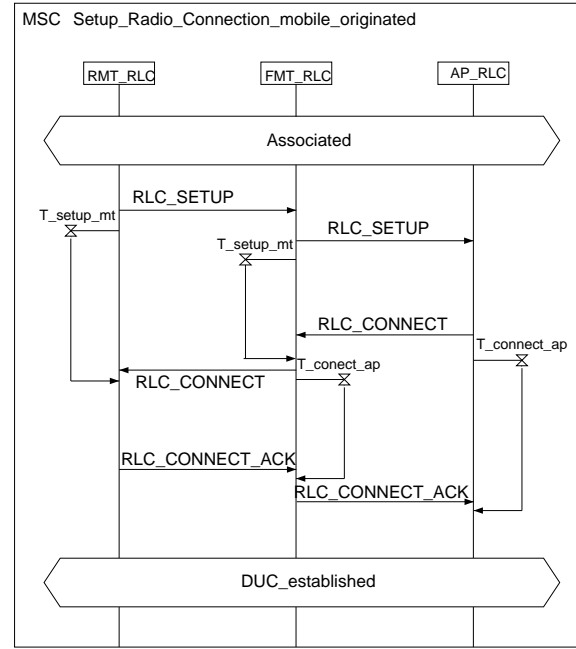 MSC Setup_Radio_Connection_mobile_originated
RMT_RLC
FMT_RLC
AP_RLC
Associated
RLC_SETUP
T_setup_mt
RLC_SETUP
T_setup_mt
RLC_CONNECT
T_connect_ap
T_conect_ap
RLC_CONNECT
RLC_CONNECT_ACK
RLC_CONNECT_ACK
DUC_established